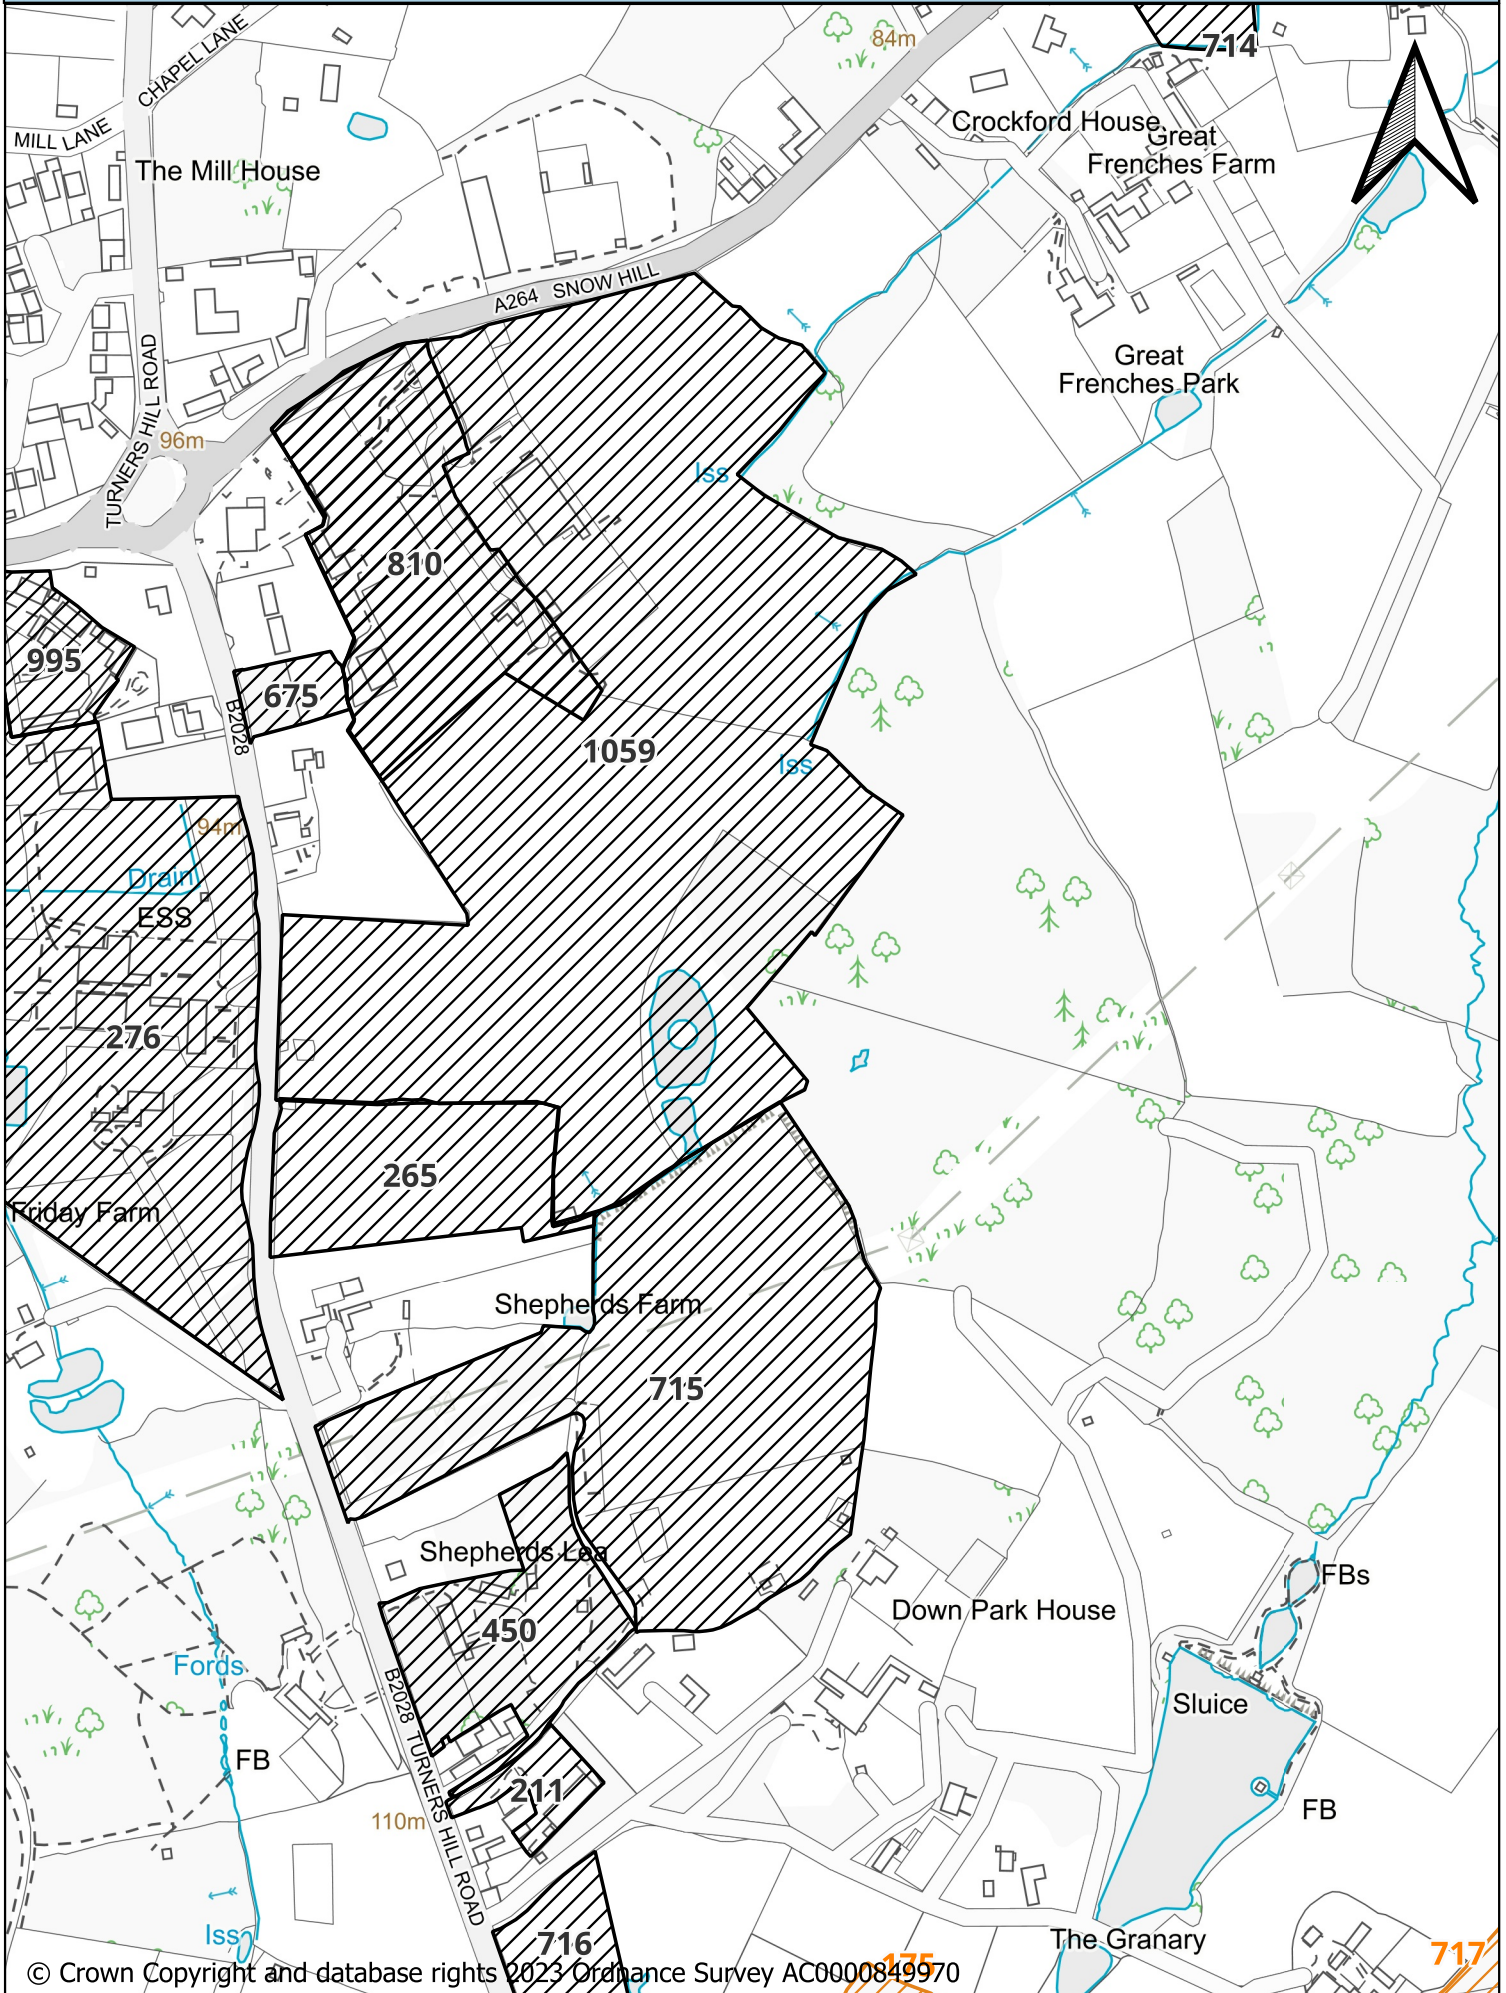 84m
714
CHAPEL LANE
MILL LANE
Crockford House
Great
Frenches Farm
The Mill House
A264 SNOW HILL
TURNERS HILL ROAD
Great
Frenches Park
96m
Iss
810
995
675
B2028
1059
Iss
94m
Drain
ESS
276
265
Friday Farm
Shepherds Farm
715
Shepherds Lea
FBs
Down Park House
450
Fords
B2028 TURNERS HILL ROAD
Sluice
FB
211
FB
110m
Iss
716
The Granary
717
175
© Crown Copyright and database rights 2023 Ordnance Survey AC0000849970